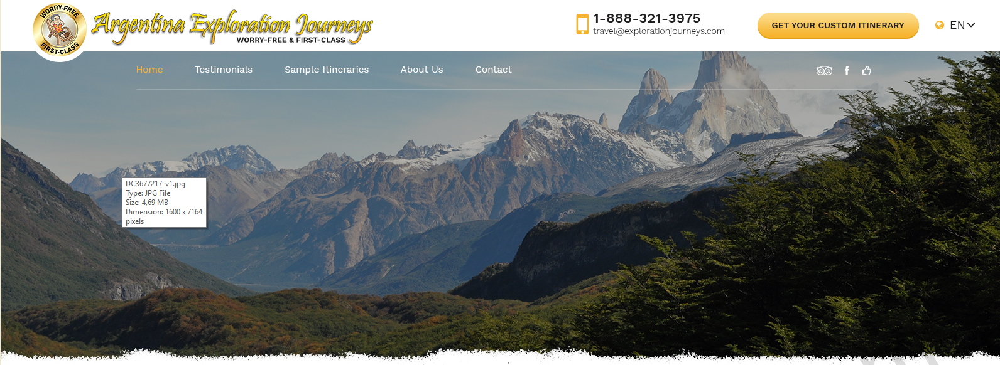 WORRY-FREE
FIRST-CLASS
Argentina Exploration Journeys
WORRY-FREE & FIRST-CLASS
1-888-321-3975
travel@explorationjourneys.com
GET YOUR CUSTOM ITINERARY
EN
Home Testimonials Sample Itineraries About Us Contact
DC3677217-v1.jpg
Type: JPG File
Size: 4,69 MB
Dimension: 1600 x 7164
pixels